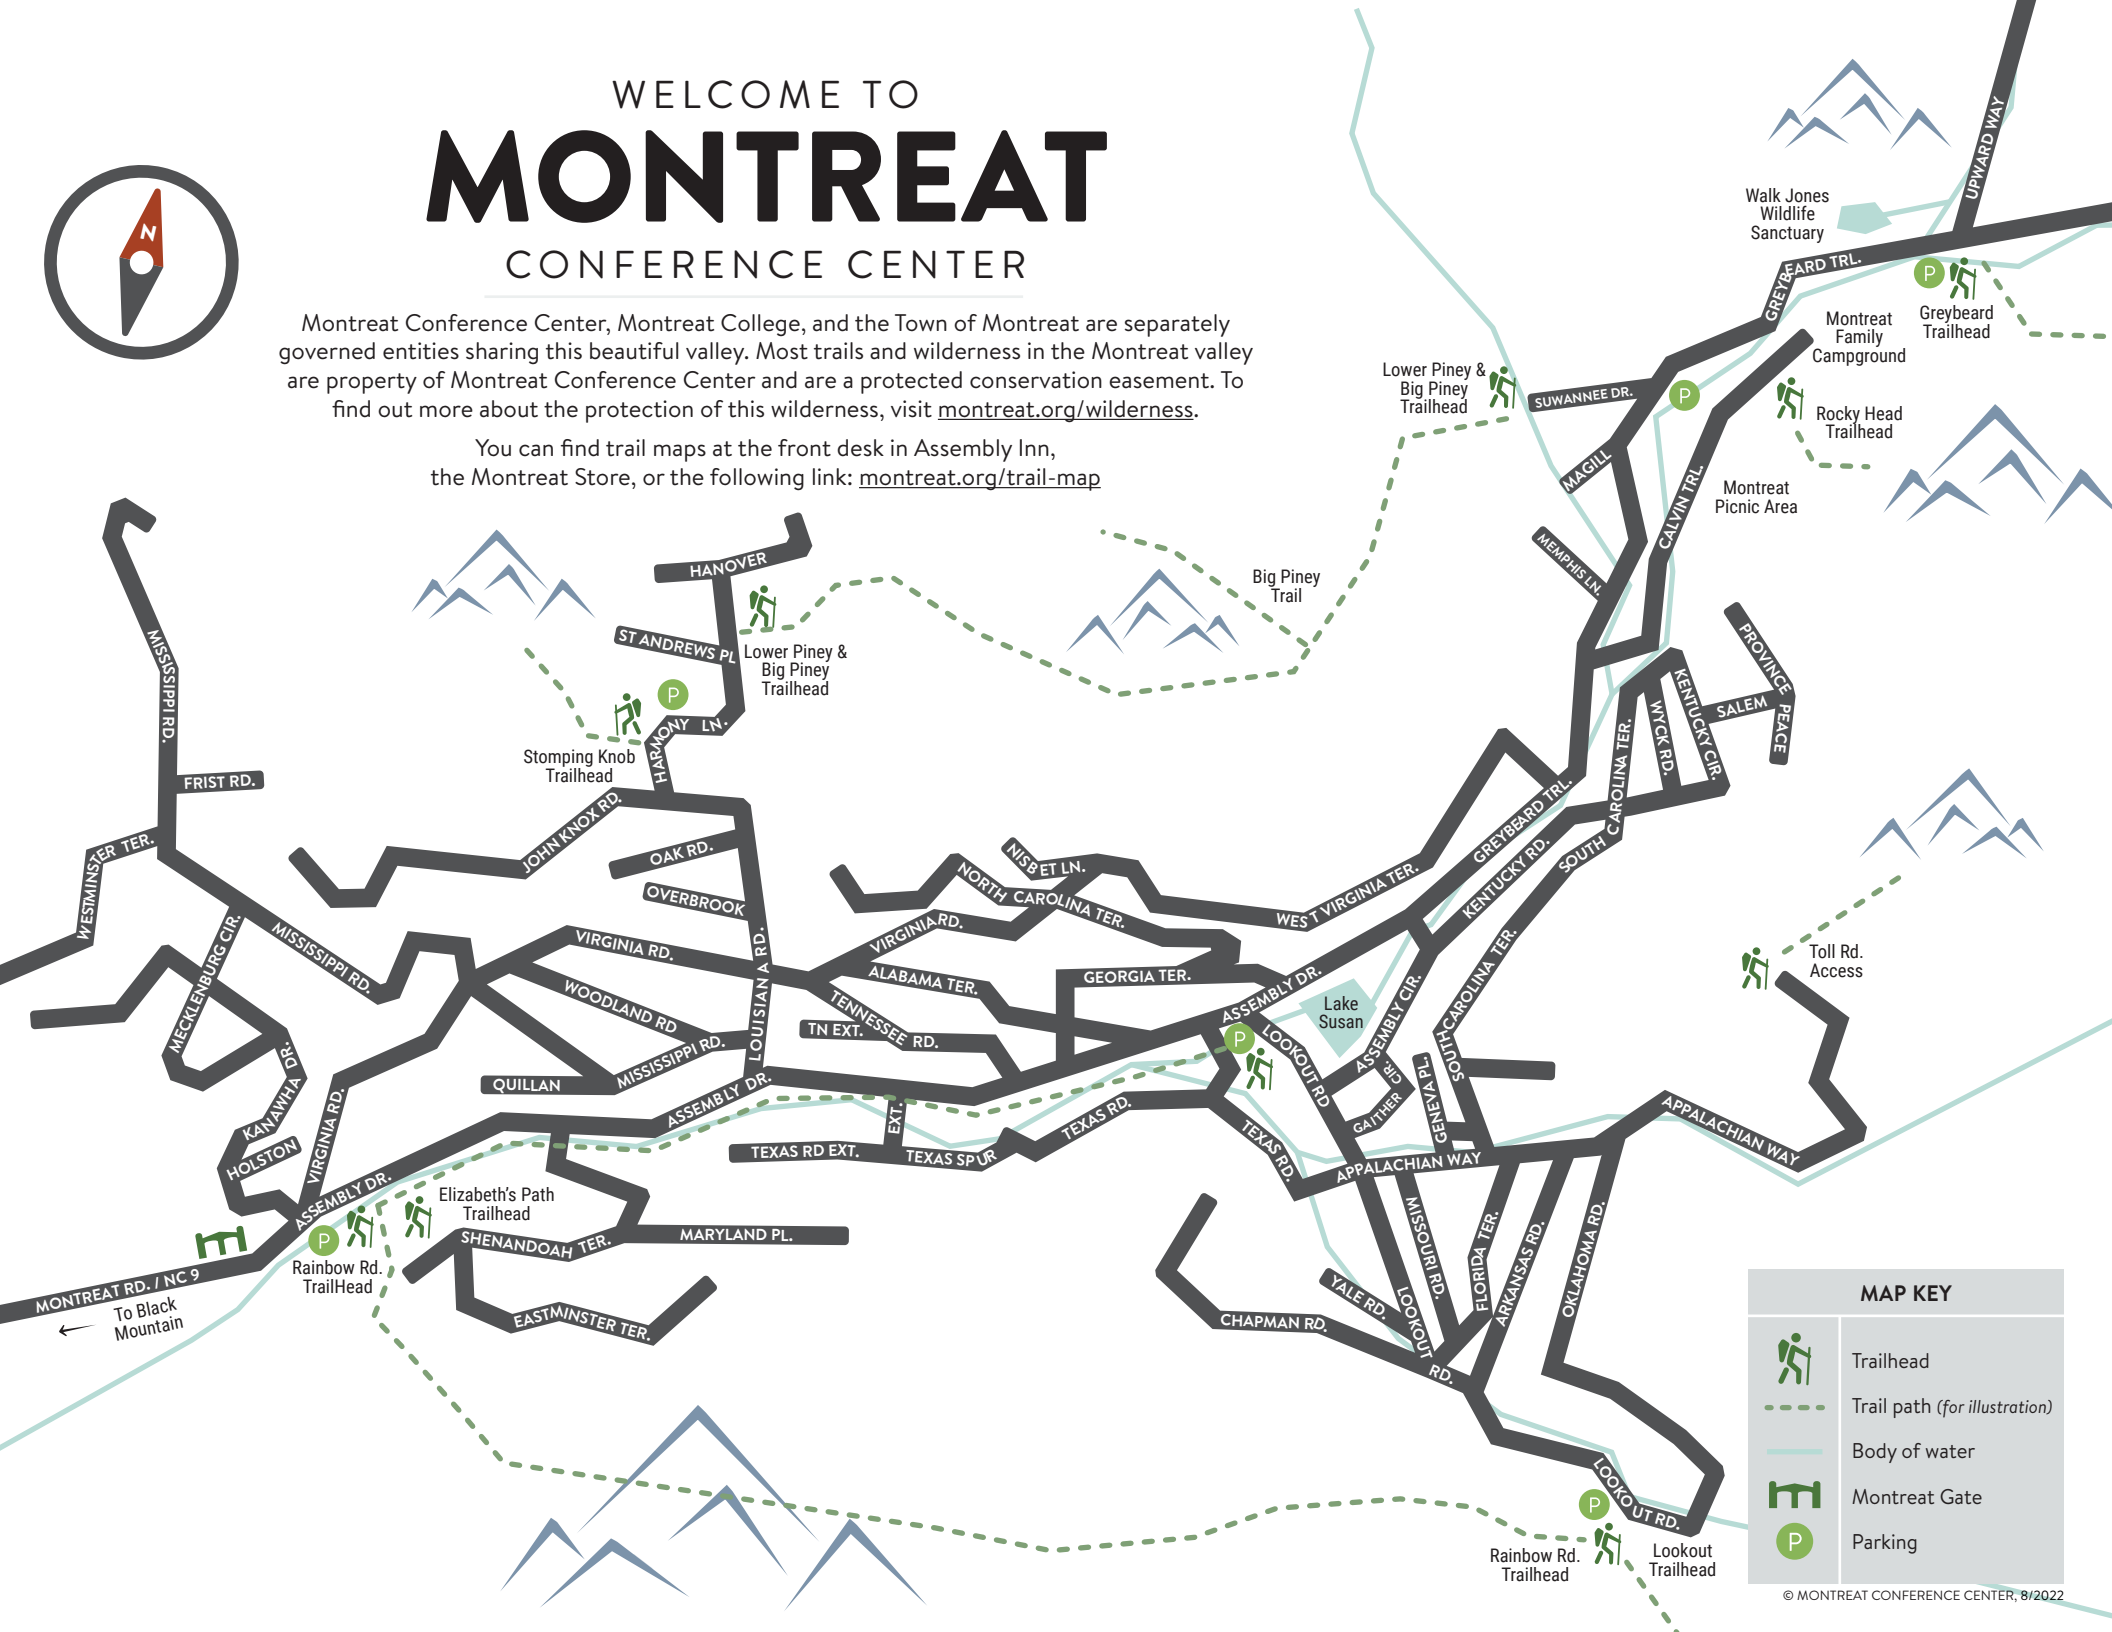 WELCOME TO
MONTREAT
CONFERENCE CENTER
Montreat Conference Center, Montreat College, and the Town of Montreat are separately
governed entities sharing this beautiful valley. Most trails and wilderness in the Montreat valley
are property of Montreat Conference Center and are a protected conservation easement. To
find out more about the protection of this wilderness, visit montreat.org/wilderness.
You can find trail maps at the front desk in Assembly Inn,
the Montreat Store, or the following link: montreat.org/trail-map
N
UPWARD WAY
Walk Jones
Wildlife
Sanctuary
GREYBEARD TRL.
P
Greybeard
Trailhead
Montreat
Family
Campground
Lower Piney &
Big Piney
Trailhead
SUWANNEE DR.
P
Rocky Head
Trailhead
MAGILL
CALVIN TRL.
Montreat
Picnic Area
MEMPHIS LN.
HANOVER
Big Piney
Trail
ST ANDREWS PL
Lower Piney &
Big Piney
Trailhead
P
HARMONY LN.
Stomping Knob
Trailhead
MISSISSIPPI RD.
FRIST RD.
WESTMINSTER TER.
JOHN KNOX RD.
OAK RD.
OVERBROOK
PROVINCE
SALEM
PEACE
KENTUCKY CIR.
WYCK RD.
SOUTH CAROLINA TER.
GREYBEARD TRL.
KENTUCKY RD.
NISBET LN.
NORTH CAROLINA TER.
WEST VIRGINIA TER.
MECKLENBURG CIR.
MISSISSIPPI RD.
VIRGINIA RD.
VIRGINIA RD.
LOUISIANA RD.
WOODLAND RD
ALABAMA TER.
GEORGIA TER.
TENNESSEE RD.
TN EXT.
ASSEMBLY DR.
Lake
Susan
ASSEMBLY CIR.
SOUTH CAROLINA TER.
Toll Rd.
Access
P
LOOKOUT RD
MISSISSIPPI RD.
QUILLAN
ASSEMBLY DR.
KANAWHA DR.
HOLSTON
VIRGINIA RD.
EXT.
TEXAS RD EXT.
TEXAS SPUR
TEXAS RD.
TEXAS RD.
GAITHER CIR.
GENEVA PL.
APPALACHIAN WAY
APPALACHIAN WAY
ASSEMBLY DR.
Elizabeth's Path
Trailhead
P
Rainbow Rd.
TrailHead
SHENANDOAH TER.
MARYLAND PL.
EASTMINSTER TER.
MONTREAT RD. / NC 9
To Black
Mountain
MISSOURI RD.
FLORIDA TER.
ARKANSAS RD.
OKLAHOMA RD.
YALE RD.
CHAPMAN RD.
LOOKOUT RD.
LOOKOUT RD.
P
Rainbow Rd.
Trailhead
Lookout
Trailhead
MAP KEY
Trailhead
Trail path (for illustration)
Body of water
Montreat Gate
P
Parking
© MONTREAT CONFERENCE CENTER, 8/2022